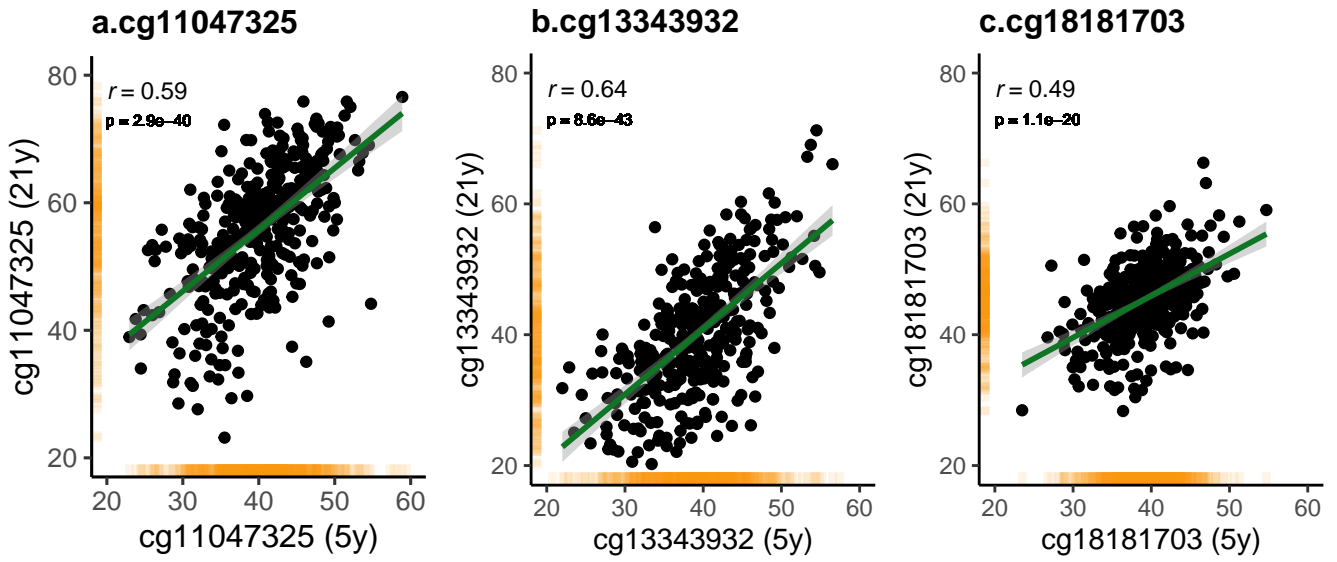 a.cg11047325
r = 0.59
p = 2.9e−40
cg11047325 (21y)
80
60
40
20
20 30 40 50 60
cg11047325 (5y)
b.cg13343932
r = 0.64
p = 8.6e−43
cg13343932 (21y)
80
60
40
20
20 30 40 50 60
cg13343932 (5y)
c.cg18181703
r = 0.49
p = 1.1e−20
cg18181703 (21y)
80
60
40
20
20 30 40 50 60
cg18181703 (5y)